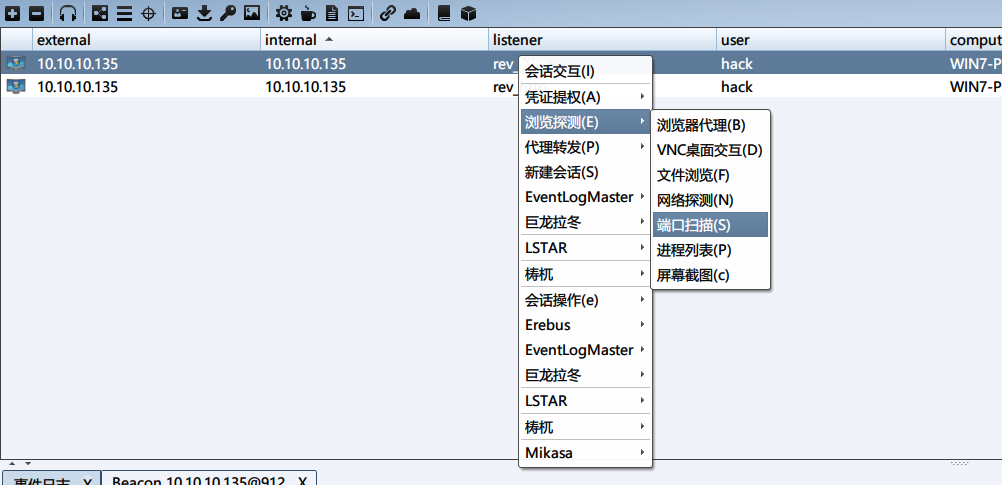 external internal listener user comput
10.10.10.135 10.10.10.135 rev_ hack WIN7-P
10.10.10.135 10.10.10.135 rev_ hack WIN7-P
会话交互(I)
凭证提权(A)
浏览探测(E)
代理转发(P)
新建会话(S)
EventLogMaster
巨龙拉冬
LSTAR
梼杌
会话操作(e)
Erebus
EventLogMaster
巨龙拉冬
LSTAR
梼杌
Mikasa
浏览器代理(B)
VNC桌面交互(D)
文件浏览(F)
网络探测(N)
端口扫描(S)
进程列表(P)
屏幕截图(c)
事件日志 X Beacon 10.10.10.135@912 X